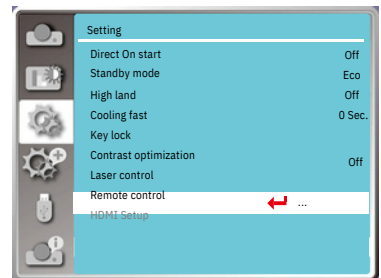 Setting
Direct On start Off
Standby mode Eco
High land Off
Cooling fast 0 Sec.
Key lock
Contrast optimization Off
Laser control
Remote control ...
HDMI Setup